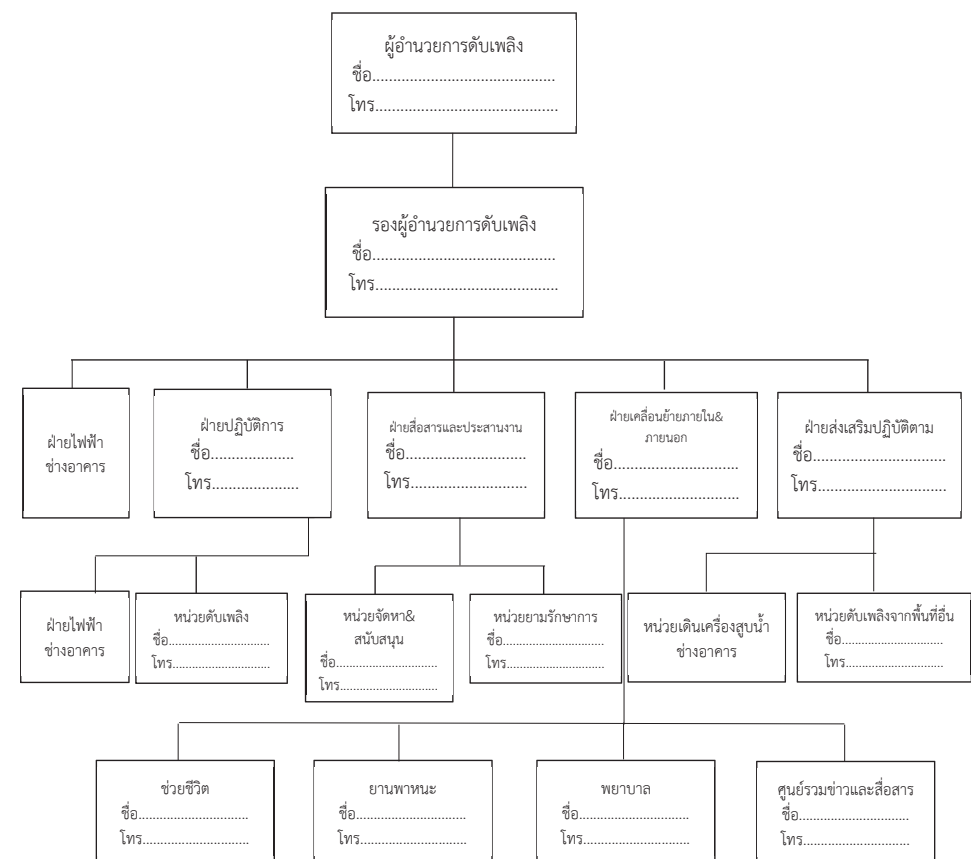 ผู้อำนวยการดับเพลิง
ชื่อ............................................
โทร............................................
รองผู้อำนวยการดับเพลิง
ชื่อ............................................
โทร............................................
ฝ่ายไฟฟ้า
ช่างอาคาร
ฝ่ายปฏิบัติการ
ชื่อ....................
โทร.....................
ฝ่ายสื่อสารและประสานงาน
ชื่อ............................
โทร............................
ฝ่ายเคลื่อนย้ายภายใน&
ภายนอก
ชื่อ..............................
โทร...................................
ฝ่ายส่งเสริมปฏิบัติตาม
ชื่อ...............................
โทร...............................
ฝ่ายไฟฟ้า
ช่างอาคาร
หน่วยดับเพลิง
ชื่อ...............................
โทร..............................
หน่วยจัดหา&
สนับสนุน
ชื่อ...............................
โทร..............................
หน่วยยามรักษาการ
ชื่อ...............................
โทร..............................
หน่วยเดินเครื่องสูบน้ำ
ช่างอาคาร
หน่วยดับเพลิงจากพื้นที่อื่น
ชื่อ...............................
โทร..............................
ช่วยชีวิต
ชื่อ..............................
โทร.............................
ยานพาหนะ
ชื่อ..............................
โทร.............................
พยาบาล
ชื่อ..............................
โทร.............................
ศูนย์รวมข่าวและสื่อสาร
ชื่อ..............................
โทร.............................